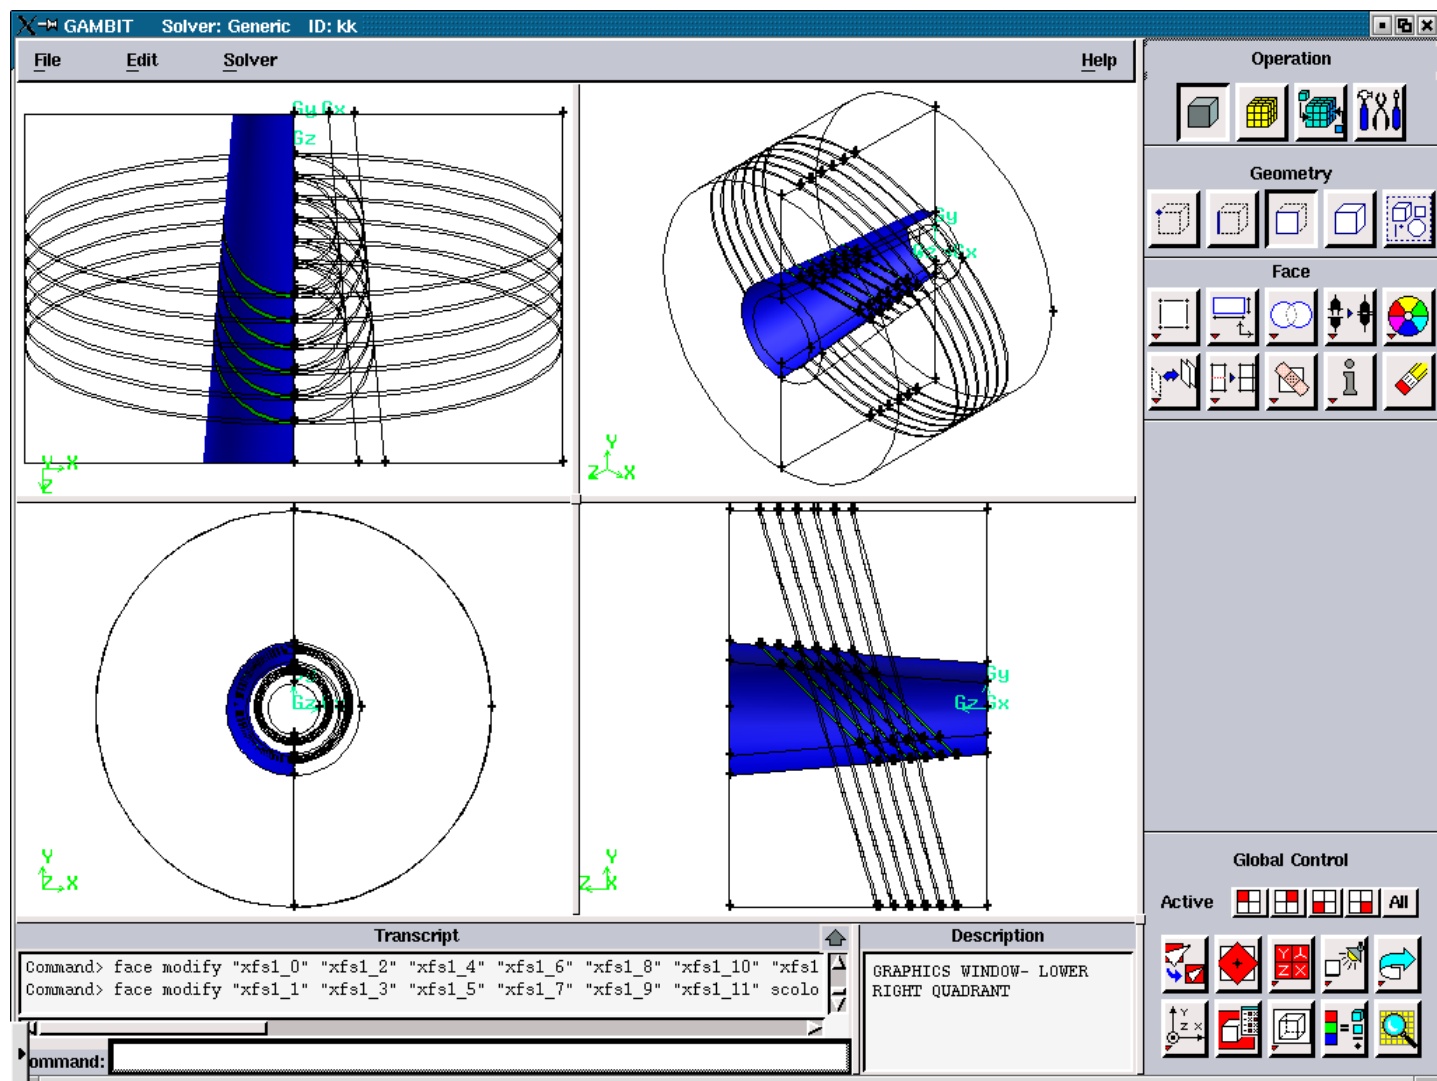 GAMBIT Solver: Generic ID: kk
File Edit Solver Help
Operation
Geometry
Face
Gy Gx
Gz
Y X
Z
Gy
Gz Gx
Y
Z X
Gz
Y
Z X
Gy
Gz Gx
Y
Z X
Global Control
Active All
Transcript
Command> face modify "xfs1_0" "xfs1_2" "xfs1_4" "xfs1_6" "xfs1_8" "xfs1_10" "xfs1
Command> face modify "xfs1_1" "xfs1_3" "xfs1_5" "xfs1_7" "xfs1_9" "xfs1_11" scolo
ommand:
Description
GRAPHICS WINDOW- LOWER
RIGHT QUADRANT
Y
Z X
Y
Z X